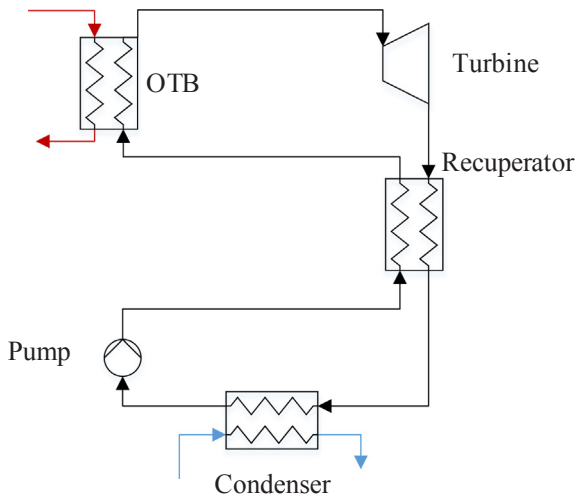 Turbine
OTB
Recuperator
Pump
Condenser